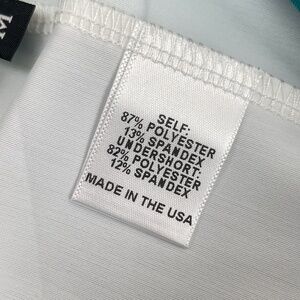 M
SELF:
87% POLYESTER
13% SPANDEX
UNDERSHORT:
82% POLYESTER
12% SPANDEX
MADE IN THE USA